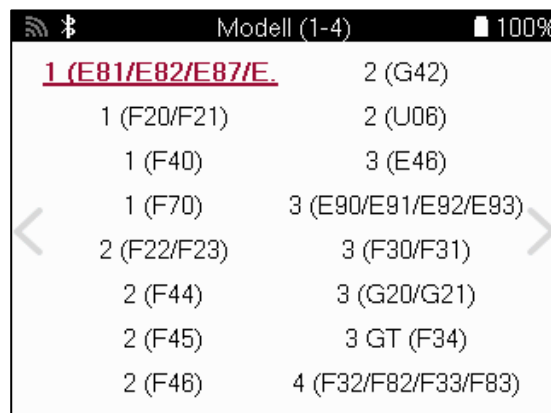 Modell (1-4) 100%
1 (E81/E82/E87/E.
1 (F20/F21)
1 (F40)
1 (F70)
2 (F22/F23)
2 (F44)
2 (F45)
2 (F46)
2 (G42)
2 (U06)
3 (E46)
3 (E90/E91/E92/E93)
3 (F30/F31)
3 (G20/G21)
3 GT (F34)
4 (F32/F82/F33/F83)